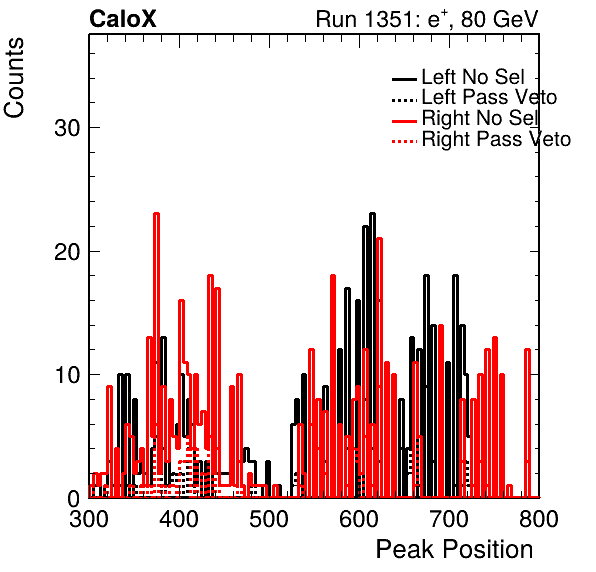 CaloX Run 1351: e+, 80 GeV
Counts
Left No Sel
Left Pass Veto
Right No Sel
Right Pass Veto
30
20
10
0
300 400 500 600 700 800
Peak Position